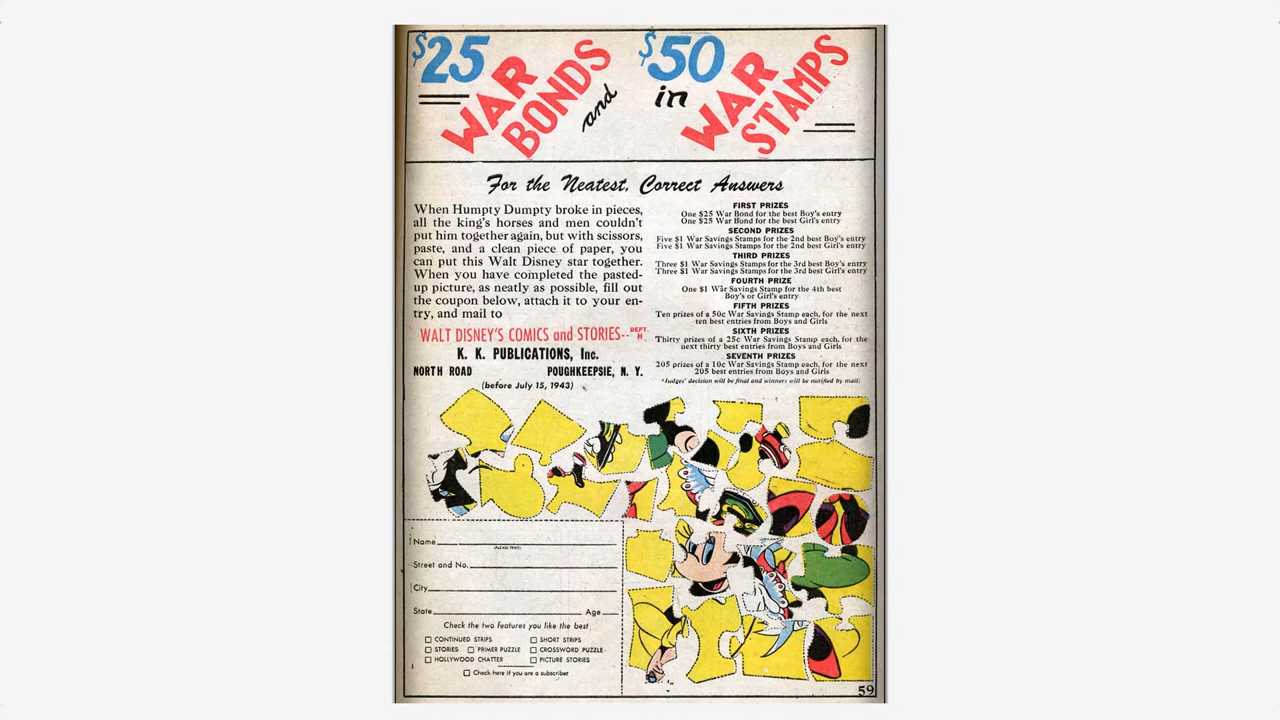 $25 WAR BONDS and $50 in WAR STAMPS
For the Neatest, Correct Answers
When Humpty Dumpty broke in pieces,
all the king's horses and men couldn't
put him together again, but with scissors,
paste, and a clean piece of paper, you
can put this Walt Disney star together.
When you have completed the pasted-
up picture, as neatly as possible, fill out
the coupon below, attach it to your en-
try, and mail to
WALT DISNEY'S COMICS and STORIES--DEPT. H.
K. K. PUBLICATIONS, Inc.
NORTH ROAD POUGHKEEPSIE, N. Y.
(before July 15, 1943)
FIRST PRIZES
One $25 War Bond for the best Boy's entry
One $25 War Bond for the best Girl's entry
SECOND PRIZES
Five $1 War Savings Stamps for the 2nd best Boy's entry
Five $1 War Savings Stamps for the 2nd best Girl's entry
THIRD PRIZES
Three $1 War Savings Stamps for the 3rd best Boy's entry
Three $1 War Savings Stamps for the 3rd best Girl's entry
FOURTH PRIZE
One $1 War Savings Stamp for the 4th best
Boy's or Girl's entry
FIFTH PRIZES
Ten prizes of a 50c War Savings Stamp each, for the next
ten best entries from Boys and Girls
SIXTH PRIZES
Thirty prizes of a 25c War Savings Stamp each, for the
next thirty best entries from Boys and Girls
SEVENTH PRIZES
205 prizes of a 10c War Savings Stamp each, for the next
205 best entries from Boys and Girls
(Judges' decision will be final and winners will be notified by mail)
Name
(PLEASE PRINT)
Street and No.
City
State Age
Check the two features you like the best
CONTINUED STRIPS SHORT STRIPS
STORIES PRIMER PUZZLE CROSSWORD PUZZLE
HOLLYWOOD CHATTER PICTURE STORIES
Check here if you are a subscriber
59